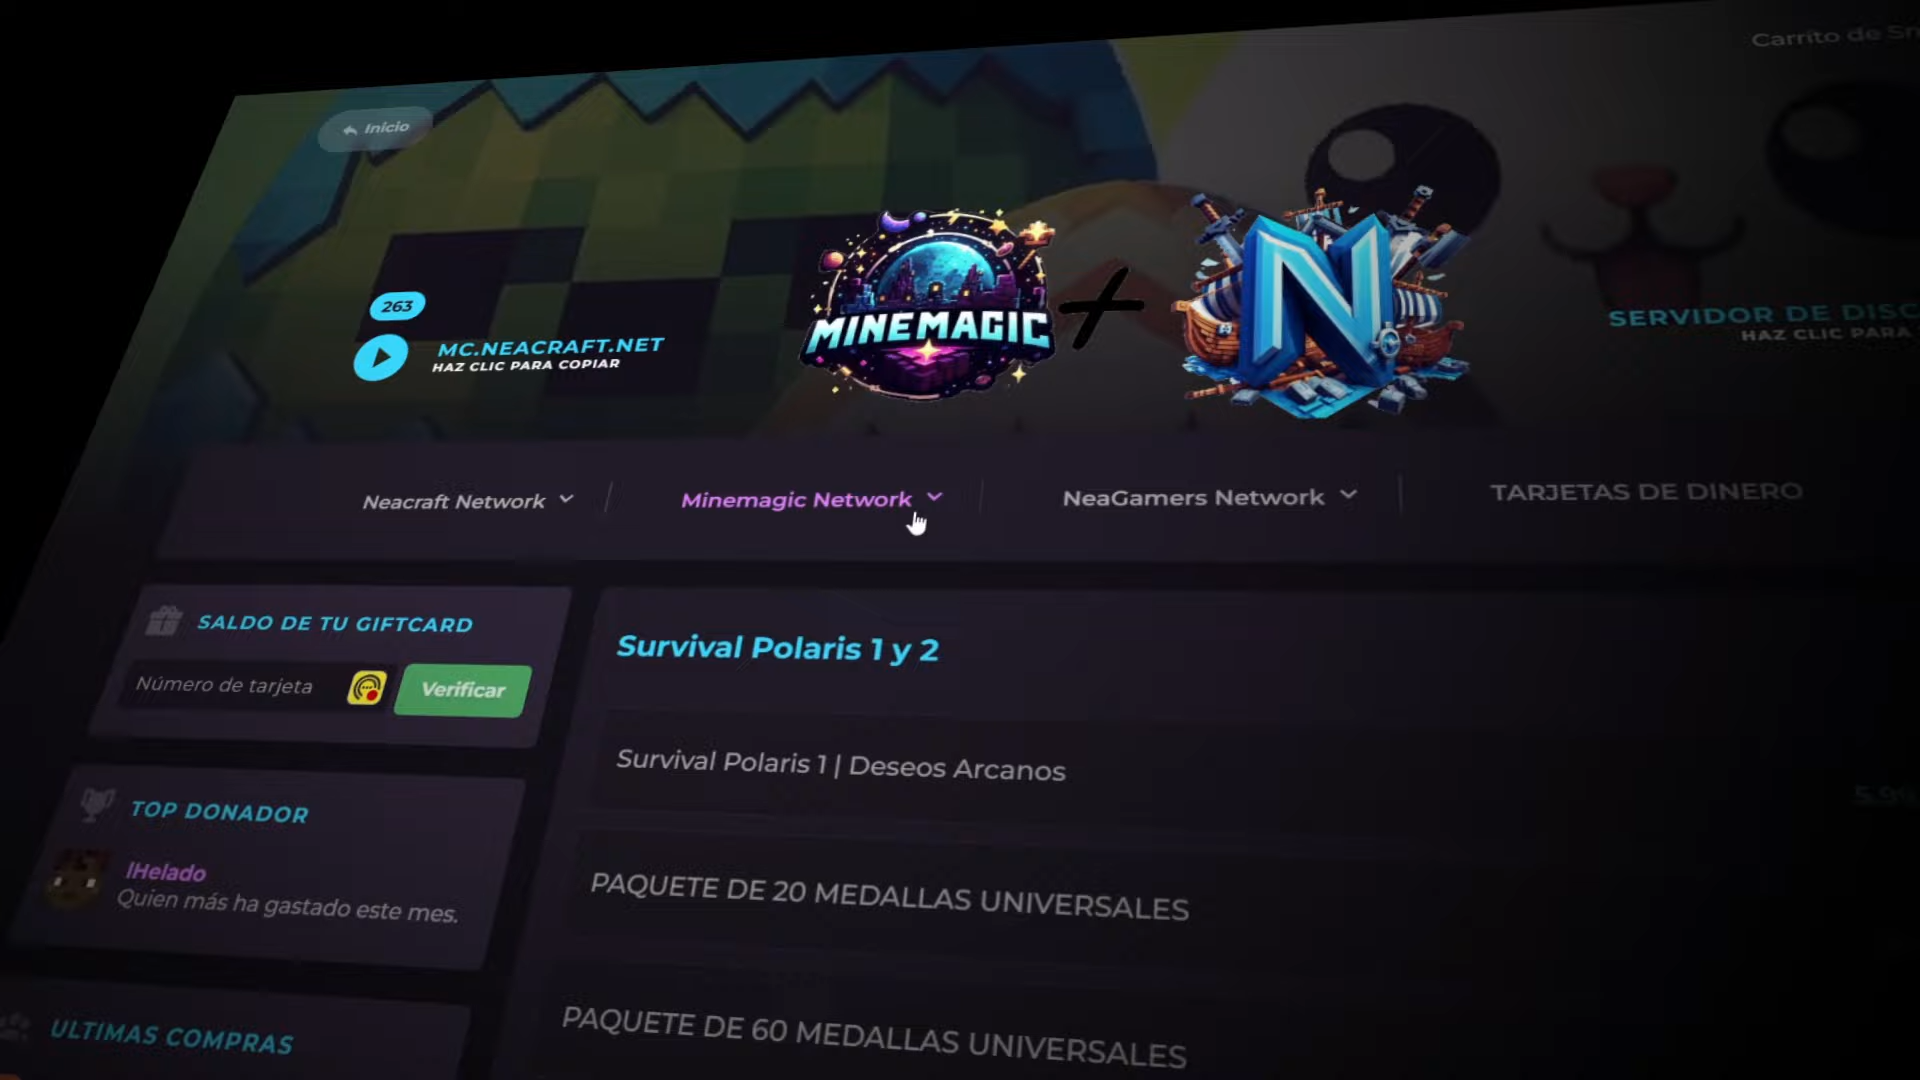 Carrito de
Inicio
263
MC.NEACRAFT.NET
HAZ CLIC PARA COPIAR
MINEMAGIC
+
N
SERVIDOR DE DISC
HAZ CLIC PARA
Neacraft Network
Minemagic Network
NeaGamers Network
TARJETAS DE DINERO
SALDO DE TU GIFTCARD
Número de tarjeta
Verificar
Survival Polaris 1 y 2
Survival Polaris 1 | Deseos Arcanos
PAQUETE DE 20 MEDALLAS UNIVERSALES
PAQUETE DE 60 MEDALLAS UNIVERSALES
TOP DONADOR
lHelado
Quien más ha gastado este mes.
ULTIMAS COMPRAS